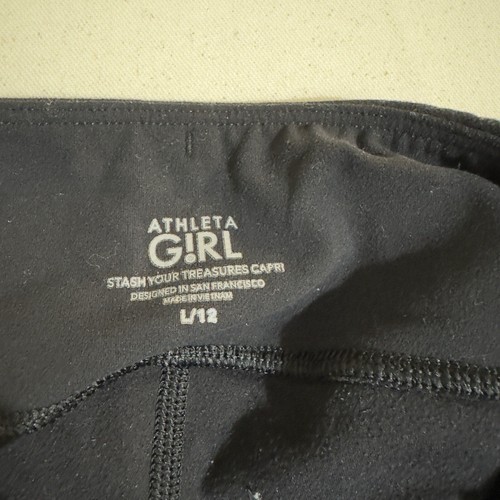 ATHLETA
G!RL
STASH YOUR TREASURES CAPRI
DESIGNED IN SAN FRANCISCO
MADE IN VIETNAM
L/12